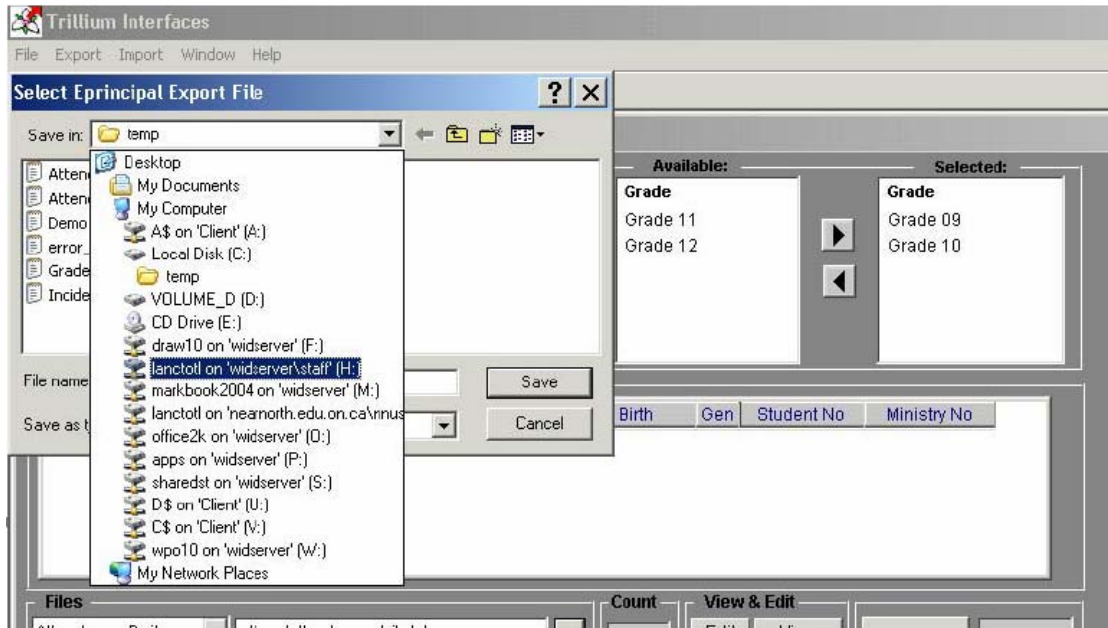 Trillium Interfaces
File Export Import Window Help
Select Eprincipal Export File
Save in: temp
Desktop
My Documents
My Computer
A$ on 'Client' (A:)
Local Disk (C:)
temp
VOLUME_D (D:)
CD Drive (E:)
draw10 on 'widserver' (F:)
lanctotl on 'widserver\staff' (H:)
markbook2004 on 'widserver' (M:)
lanctotl on 'nearnorth.edu.on.ca\nnus
office2k on 'widserver' (O:)
apps on 'widserver' (P:)
sharedst on 'widserver' (S:)
D$ on 'Client' (U:)
C$ on 'Client' (V:)
wpo10 on 'widserver' (W:)
My Network Places
Atten
Atten
Demo
error_
Grade
Incide
File name
Save as t
Save
Cancel
Available:
Grade
Grade 11
Grade 12
Selected:
Grade
Grade 09
Grade 10
Birth Gen Student No Ministry No
Files
Count
View & Edit